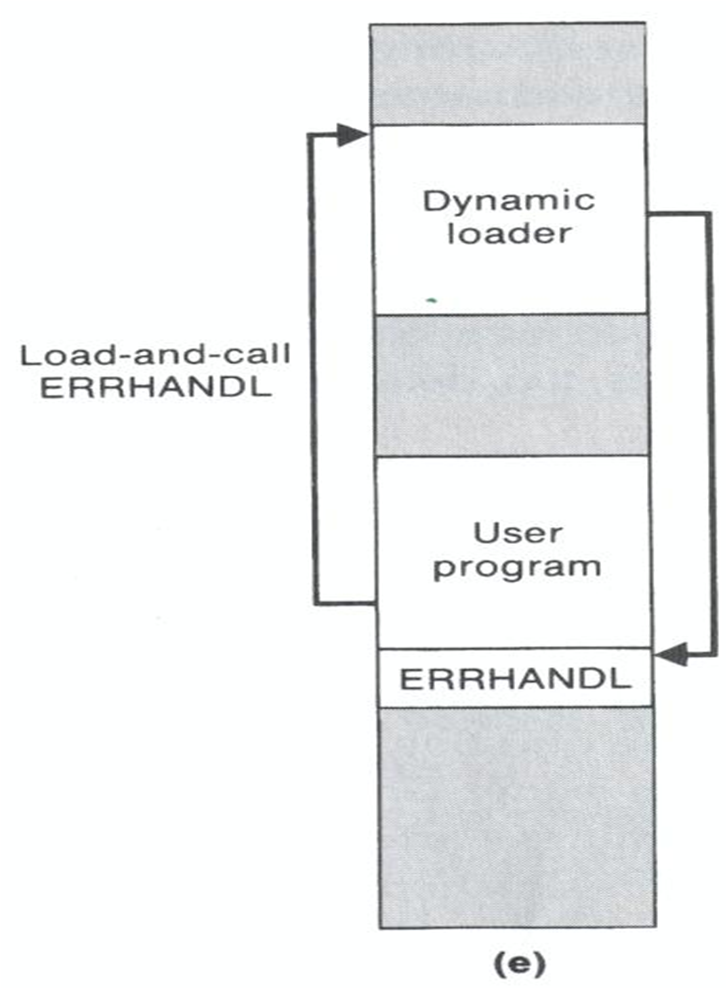 Dynamic
loader
Load-and-call
ERRHANDL
User
program
ERRHANDL
(e)